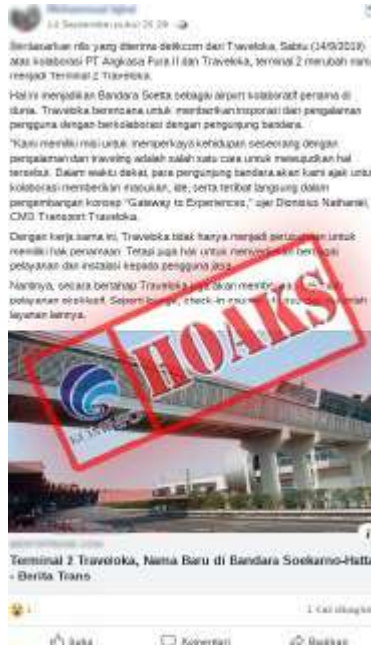 14 September pukul 20.29
Berdasarkan rilis yang diterima detikcom dari Traveloka, Sabtu (14/9/2019)
atas kolaborasi PT Angkasa Pura II dan Traveloka, terminal 2 merubah nama
menjadi Terminal 2 Traveloka.
Hal ini menjadikan Bandara Soetta sebagai airport kolaboratif pertama di
dunia. Traveloka berencana untuk memberikan inspirasi dan pengalaman
pengguna dengan berkolaborasi dengan pengunjung bandara.
"Kami memiliki misi untuk memperkaya kehidupan seseorang dengan
pengalaman dan traveling adalah salah satu cara untuk mewujudkan hal
tersebut. Dalam waktu dekat, para pengunjung bandara akan kami ajak untuk
kolaborasi memberikan masukan, ide, serta terlibat langsung dalam
pengembangan konsep "Gateway to Experiences," ujar Dionisius Nathaniel,
CMO Transport Traveloka.
Dengan kerja sama ini, Traveloka tidak hanya menjadi perusahaan untuk
memiliki hak penamaan. Tetapi juga hak untuk menyediakan berbagai
pelayanan dan instalasi kepada pengguna jasa.
Nantinya, secara bertahap Traveloka juga akan
pelayanan eksklusif. Seperti lounge, check-in
layanan lainnya.
HOAKS
KOMINFO
Terminal 2 Traveloka, Nama Baru di Bandara Soekarno-Hatta
- Berita Trans
1
1 Kali dibagikan
Suka Komentari Bagikan